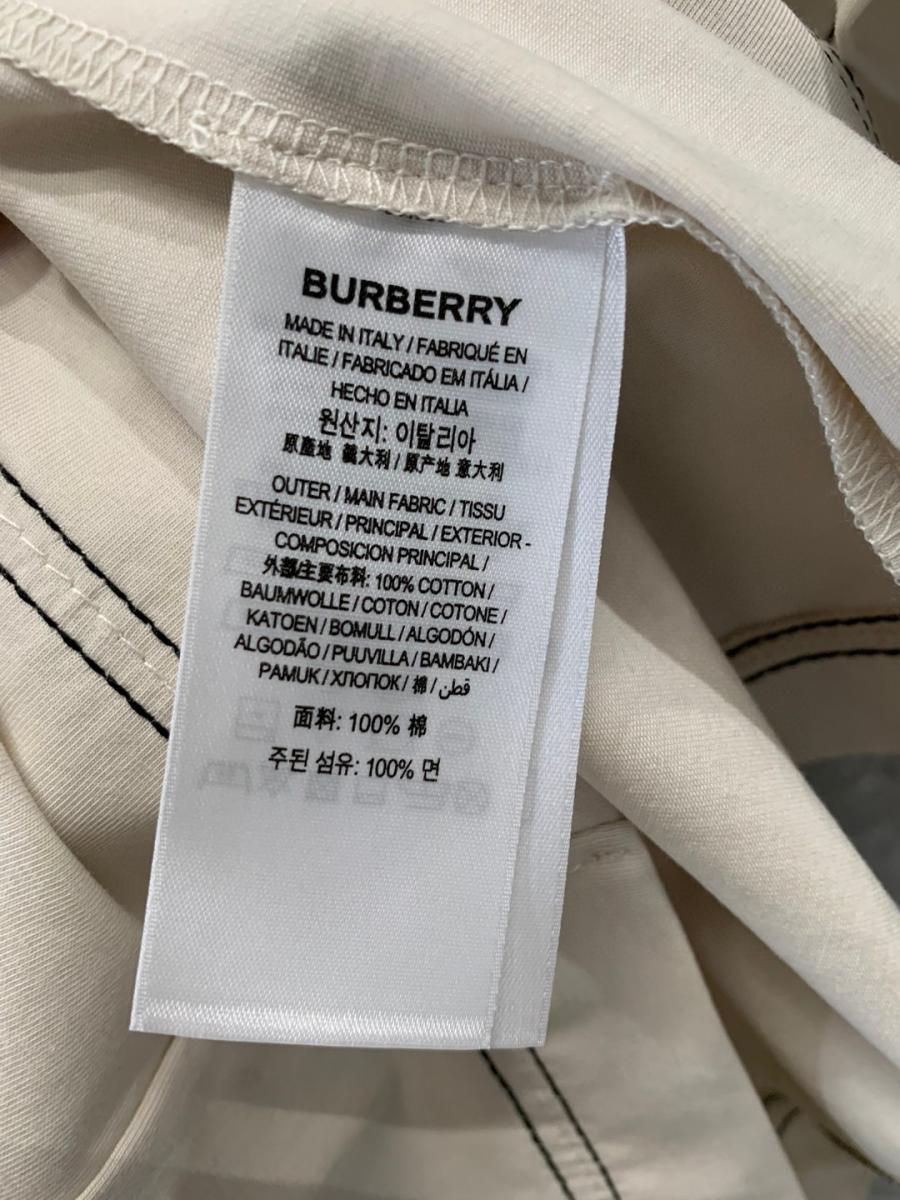 BURBERRY
MADE IN ITALY / FABRIQUÉ EN
ITALIE / FABRICADO EM ITÁLIA /
HECHO EN ITALIA
원산지: 이탈리아
原產地 義大利 / 原产地 意大利
OUTER / MAIN FABRIC / TISSU
EXTÉRIEUR / PRINCIPAL / EXTERIOR -
COMPOSICION PRINCIPAL /
外部/主要布料: 100% COTTON /
BAUMWOLLE / COTON / COTONE /
KATOEN / BOMULL / ALGODÓN /
ALGODÃO / PUUVILLA / BAMBAKI /
PAMUK / ХЛОПОК / 棉 / قطن
面料: 100% 棉
주된 섬유: 100% 면